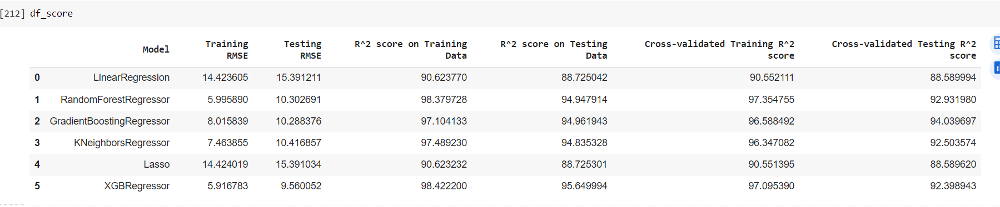 [212] df_score
Model Training RMSE Testing RMSE R^2 score on Training Data R^2 score on Testing Data Cross-validated Training R^2 score Cross-validated Testing R^2 score
0 LinearRegression 14.423605 15.391211 90.623770 88.725042 90.552111 88.589994
1 RandomForestRegressor 5.995890 10.302691 98.379728 94.947914 97.354755 92.931980
2 GradientBoostingRegressor 8.015839 10.288376 97.104133 94.961943 96.588492 94.039697
3 KNeighborsRegressor 7.463855 10.416857 97.489230 94.835328 96.347082 92.503574
4 Lasso 14.424019 15.391034 90.623232 88.725301 90.551395 88.589620
5 XGBRegressor 5.916783 9.560052 98.422200 95.649994 97.095390 92.398943